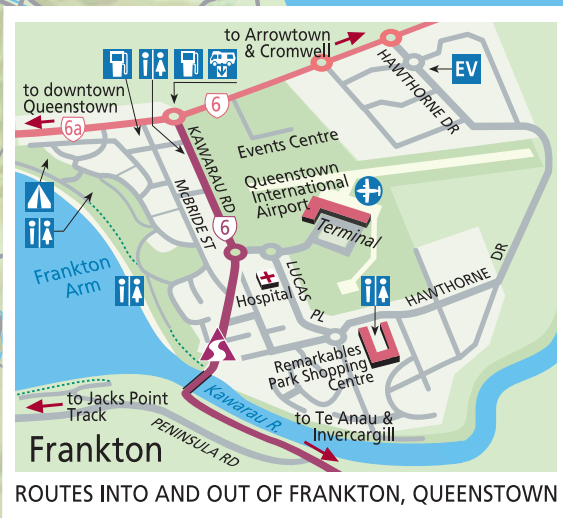 to Arrowtown
& Cromwell
to downtown
Queenstown
6a
6
EV
HAWTHORNE DR
KAWARAU RD
Events Centre
McBRIDE ST
Queenstown
International
Airport
Terminal
6
Frankton
Arm
Hospital
LUCAS PL
HAWTHORNE DR
Remarkables
Park Shopping
Centre
to Jacks Point
Track
Kawarau R.
to Te Anau &
Invercargill
Frankton
PENINSULA RD
ROUTES INTO AND OUT OF FRANKTON, QUEENSTOWN